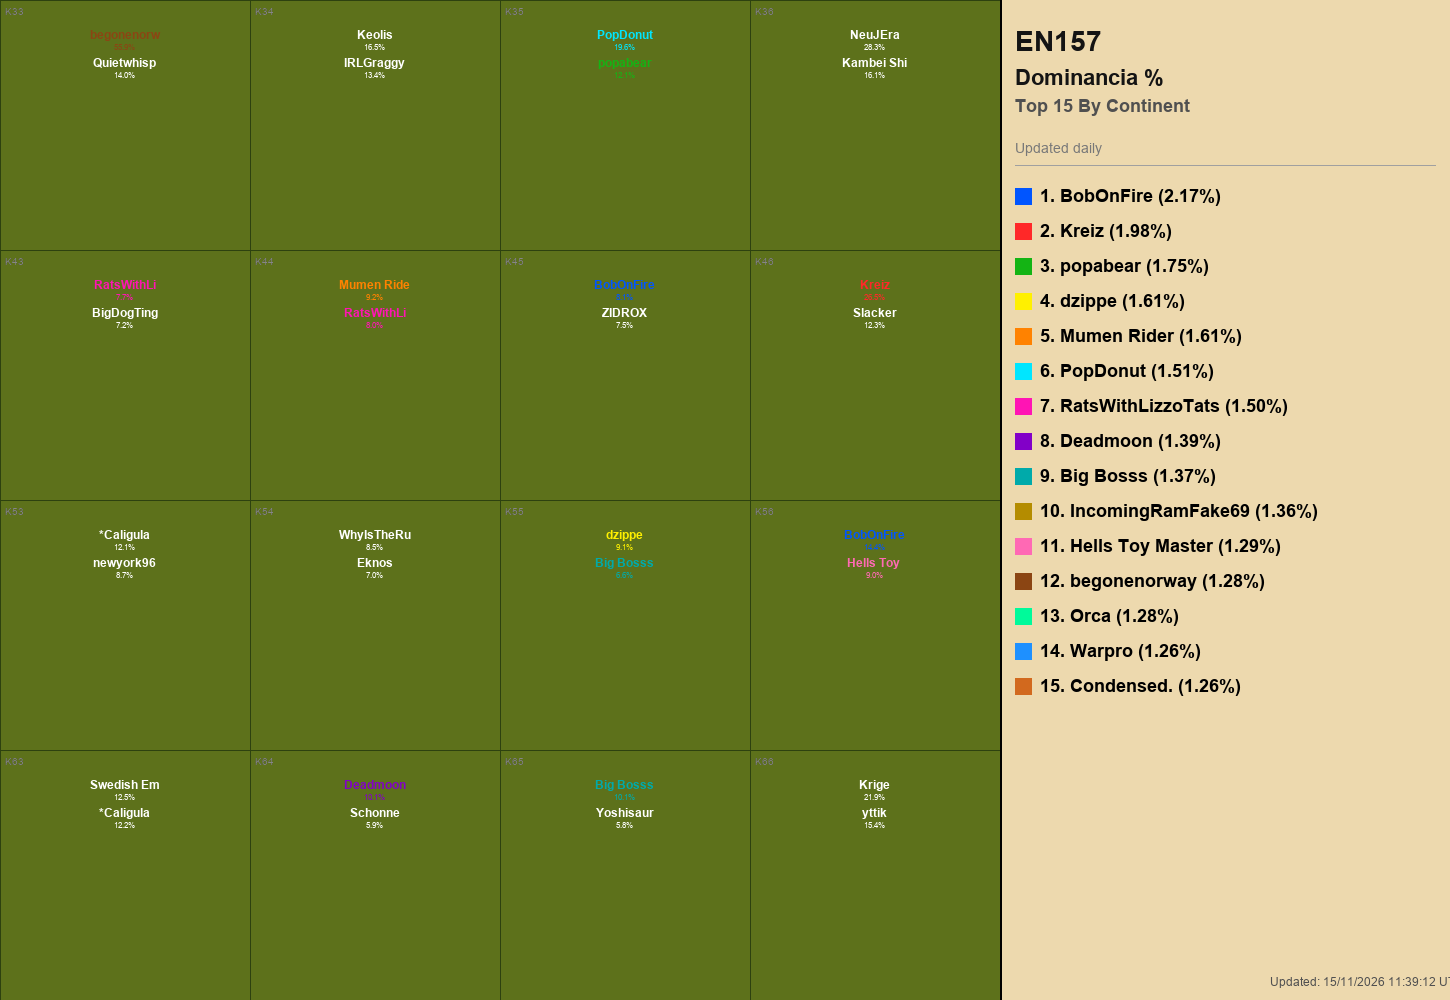 K33
begonenorw
Quietwhisp
14.0%
K34
Keolis
16.5%
IRLGraggy
13.4%
K35
PopDonut
19.6%
popabear
K36
NeuJEra
28.3%
Kambei Shi
16.1%
K43
RatsWithLi
BigDogTing
7.2%
K44
Mumen Ride
9.2%
RatsWithLi
K45
BobOnFire
ZIDROX
7.5%
K46
Kreiz
Slacker
12.3%
K53
*Caligula
12.1%
newyork96
8.7%
K54
WhyIsTheRu
8.5%
Eknos
7.0%
K55
dzippe
9.1%
Big Bosss
K56
BobOnFire
Hells Toy
9.0%
K63
Swedish Em
12.5%
*Caligula
12.2%
K64
Deadmoon
Schonne
5.9%
K65
Big Bosss
Yoshisaur
5.8%
K66
Krige
21.9%
yttik
15.4%
EN157
Dominancia %
Top 15 By Continent
Updated daily
1. BobOnFire (2.17%)
2. Kreiz (1.98%)
3. popabear (1.75%)
4. dzippe (1.61%)
5. Mumen Rider (1.61%)
6. PopDonut (1.51%)
7. RatsWithLizzoTats (1.50%)
8. Deadmoon (1.39%)
9. Big Bosss (1.37%)
10. IncomingRamFake69 (1.36%)
11. Hells Toy Master (1.29%)
12. begonenorway (1.28%)
13. Orca (1.28%)
14. Warpro (1.26%)
15. Condensed. (1.26%)
Updated: 15/11/2026 11:39:12